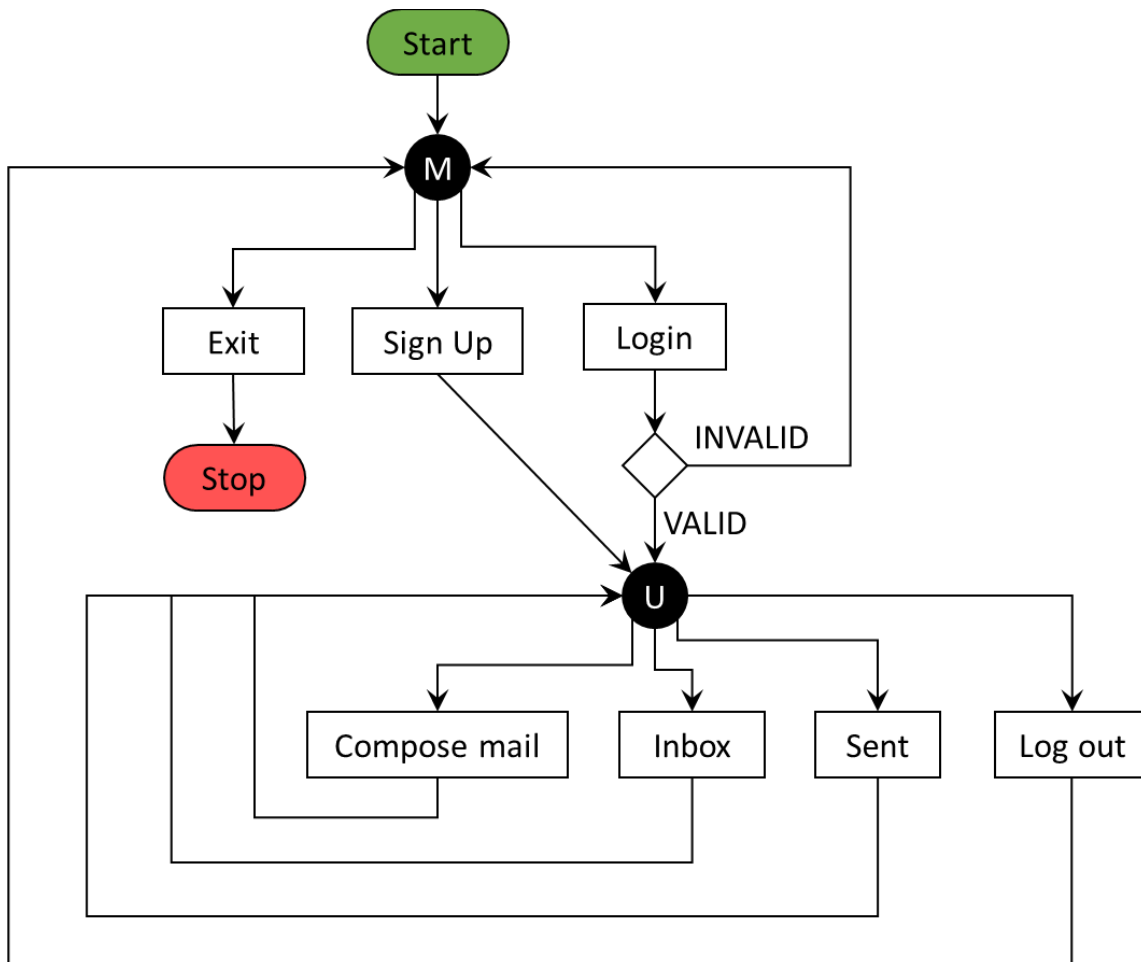 Start
M
Exit
Sign Up
Login
INVALID
Stop
VALID
U
Compose mail
Inbox
Sent
Log out